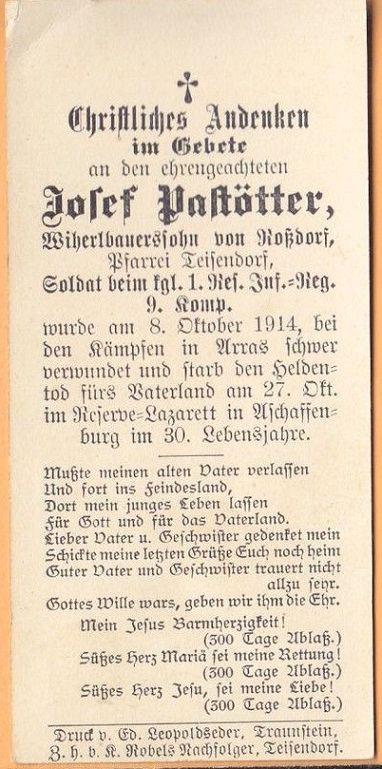 Christliches Andenken
im Gebete
an den ehrengeachteten
Josef Pastötter,
Wiherlbauerssohn von Roßdorf,
Pfarrei Teisendorf,
Soldat beim kgl. 1. Res. Inf.-Reg.
9. Komp.
wurde am 8. Oktober 1914, bei
den Kämpfen in Arras schwer
verwundet und starb den Helden-
tod fürs Vaterland am 27. Okt.
im Reserve-Lazarett in Aschaffen-
burg im 30. Lebensjahre.
Mußte meinen alten Vater verlassen
Und fort ins Feindesland,
Dort mein junges Leben lassen
Für Gott und für das Vaterland.
Lieber Vater u. Geschwister gedenket mein
Schickte meine letzten Grüße Euch noch heim
Guter Vater und Geschwister trauert nicht
allzu sehr.
Gottes Wille wars, geben wir ihm die Ehr.
Mein Jesus Barmherzigkeit!
(300 Tage Ablaß.)
Süßes Herz Mariä sei meine Rettung!
(300 Tage Ablaß.)
Süßes Herz Jesu, sei meine Liebe!
(300 Tage Ablaß.)
Druck v. Ed. Leopoldseder, Traunstein,
Z. h. b. K. Robels Nachfolger, Teisendorf.